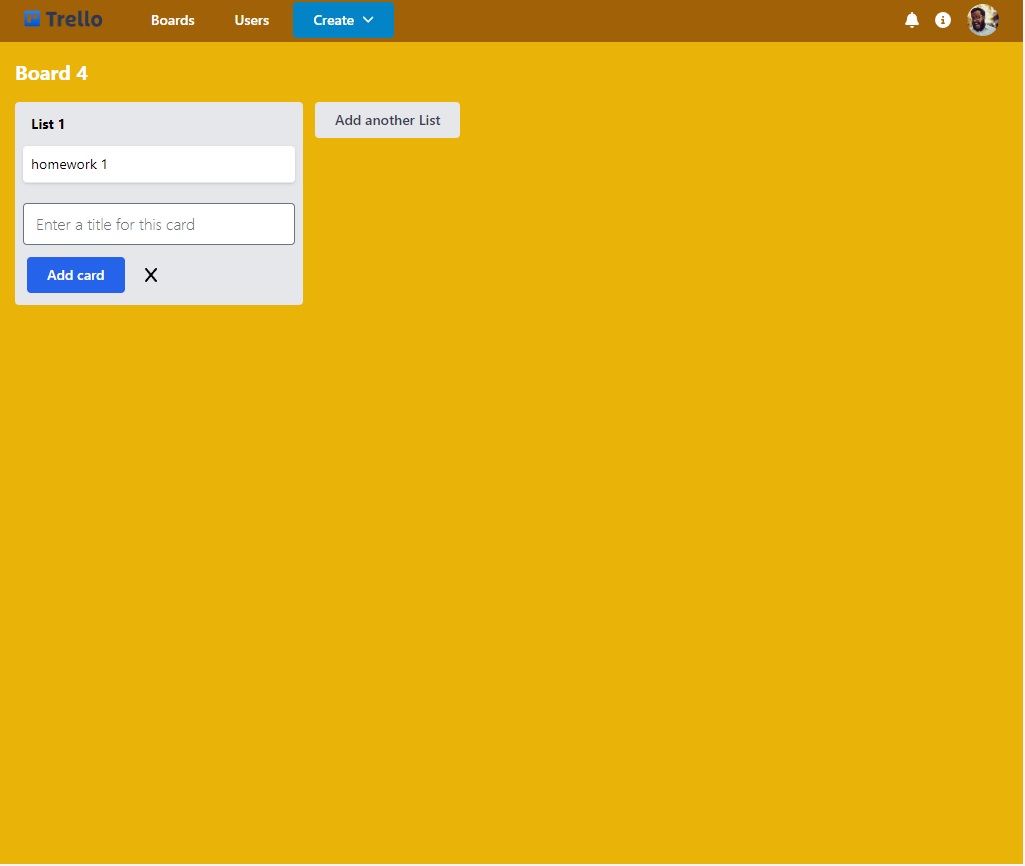 Trello Boards Users Create
Board 4
List 1
Add another List
homework 1
Enter a title for this card
Add card